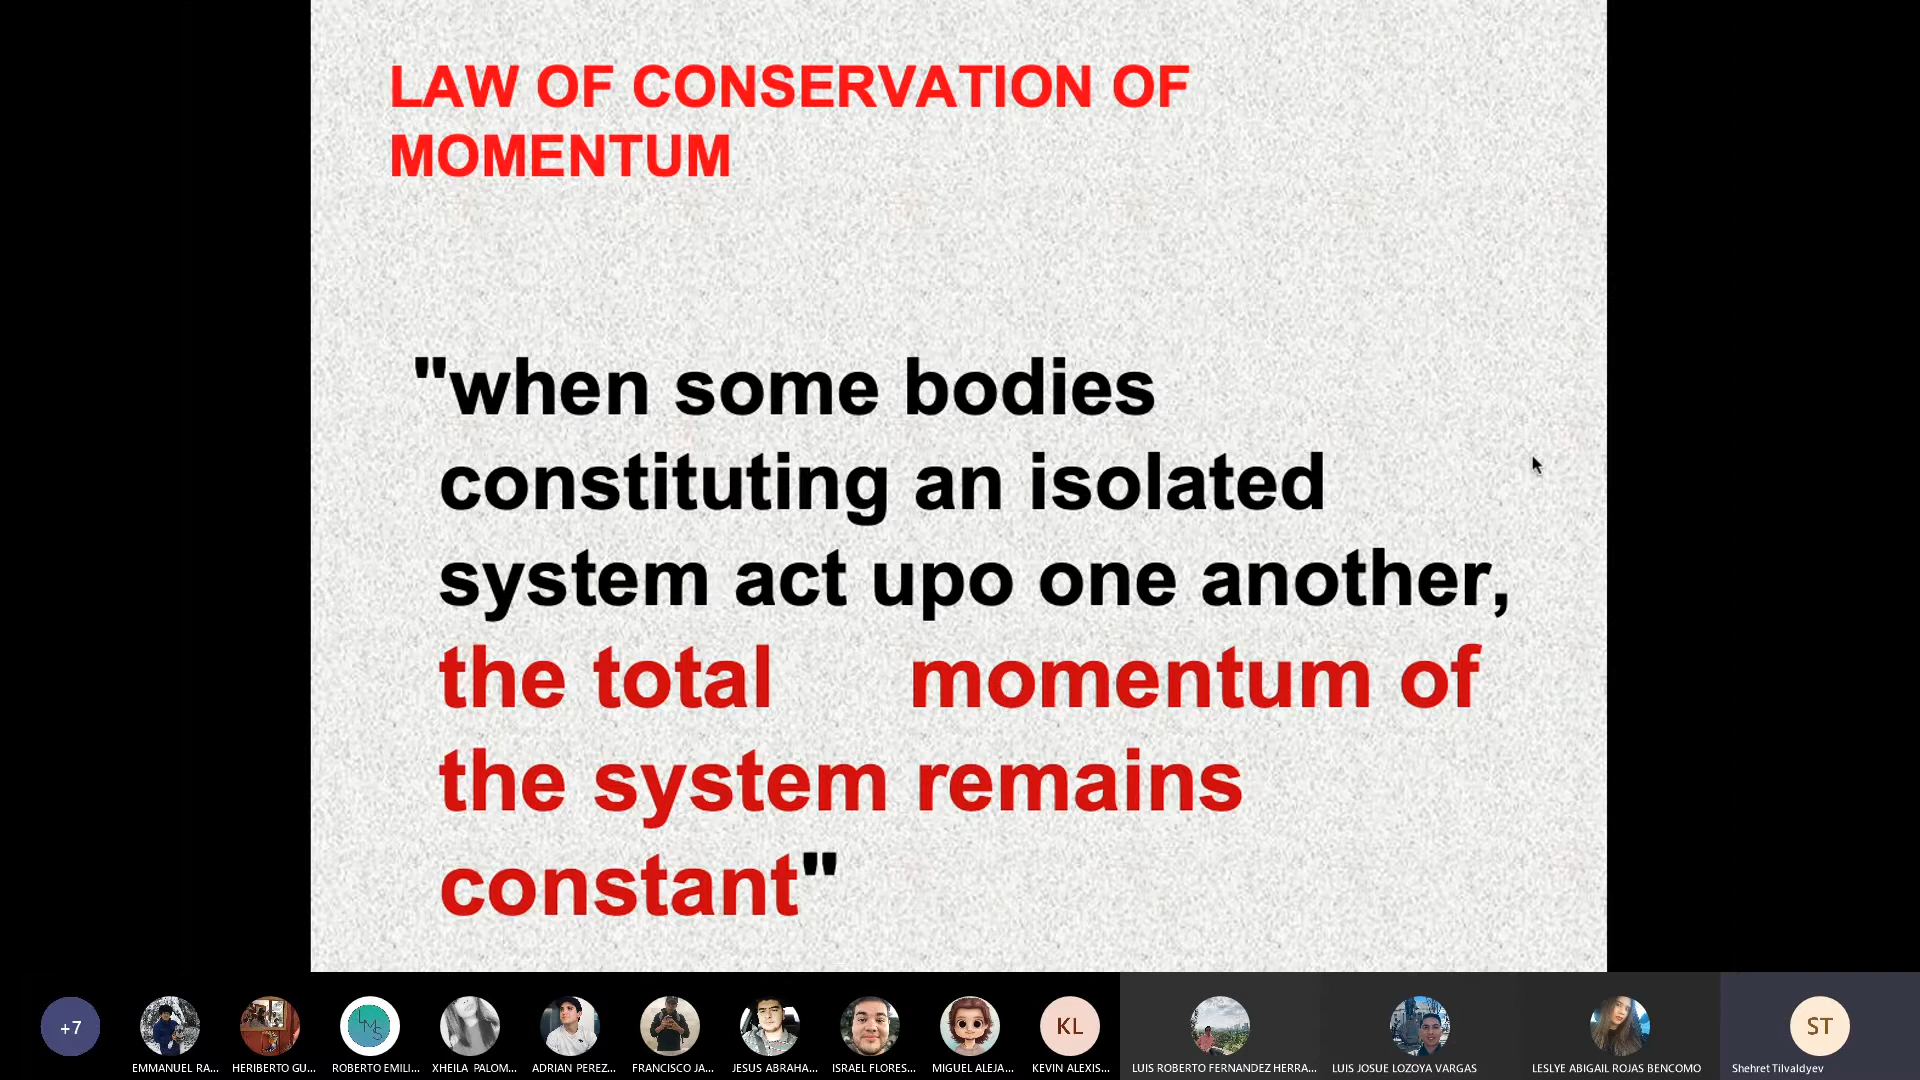 LAW OF CONSERVATION OF
MOMENTUM
"when some bodies
constituting an isolated
system act upo one another,
the total momentum of
the system remains
constant"
+7
LMS
KL
ST
EMMANUEL RA...
HERIBERTO GU...
ROBERTO EMILI...
XHEILA PALOM...
ADRIAN PEREZ...
FRANCISCO JA...
JESUS ABRAHA...
ISRAEL FLORES...
MIGUEL ALEJA...
KEVIN ALEXIS...
LUIS ROBERTO FERNANDEZ HERRA...
LUIS JOSUE LOZOYA VARGAS
LESLYE ABIGAIL ROJAS BENCOMO
Shehret Tilvaldyev